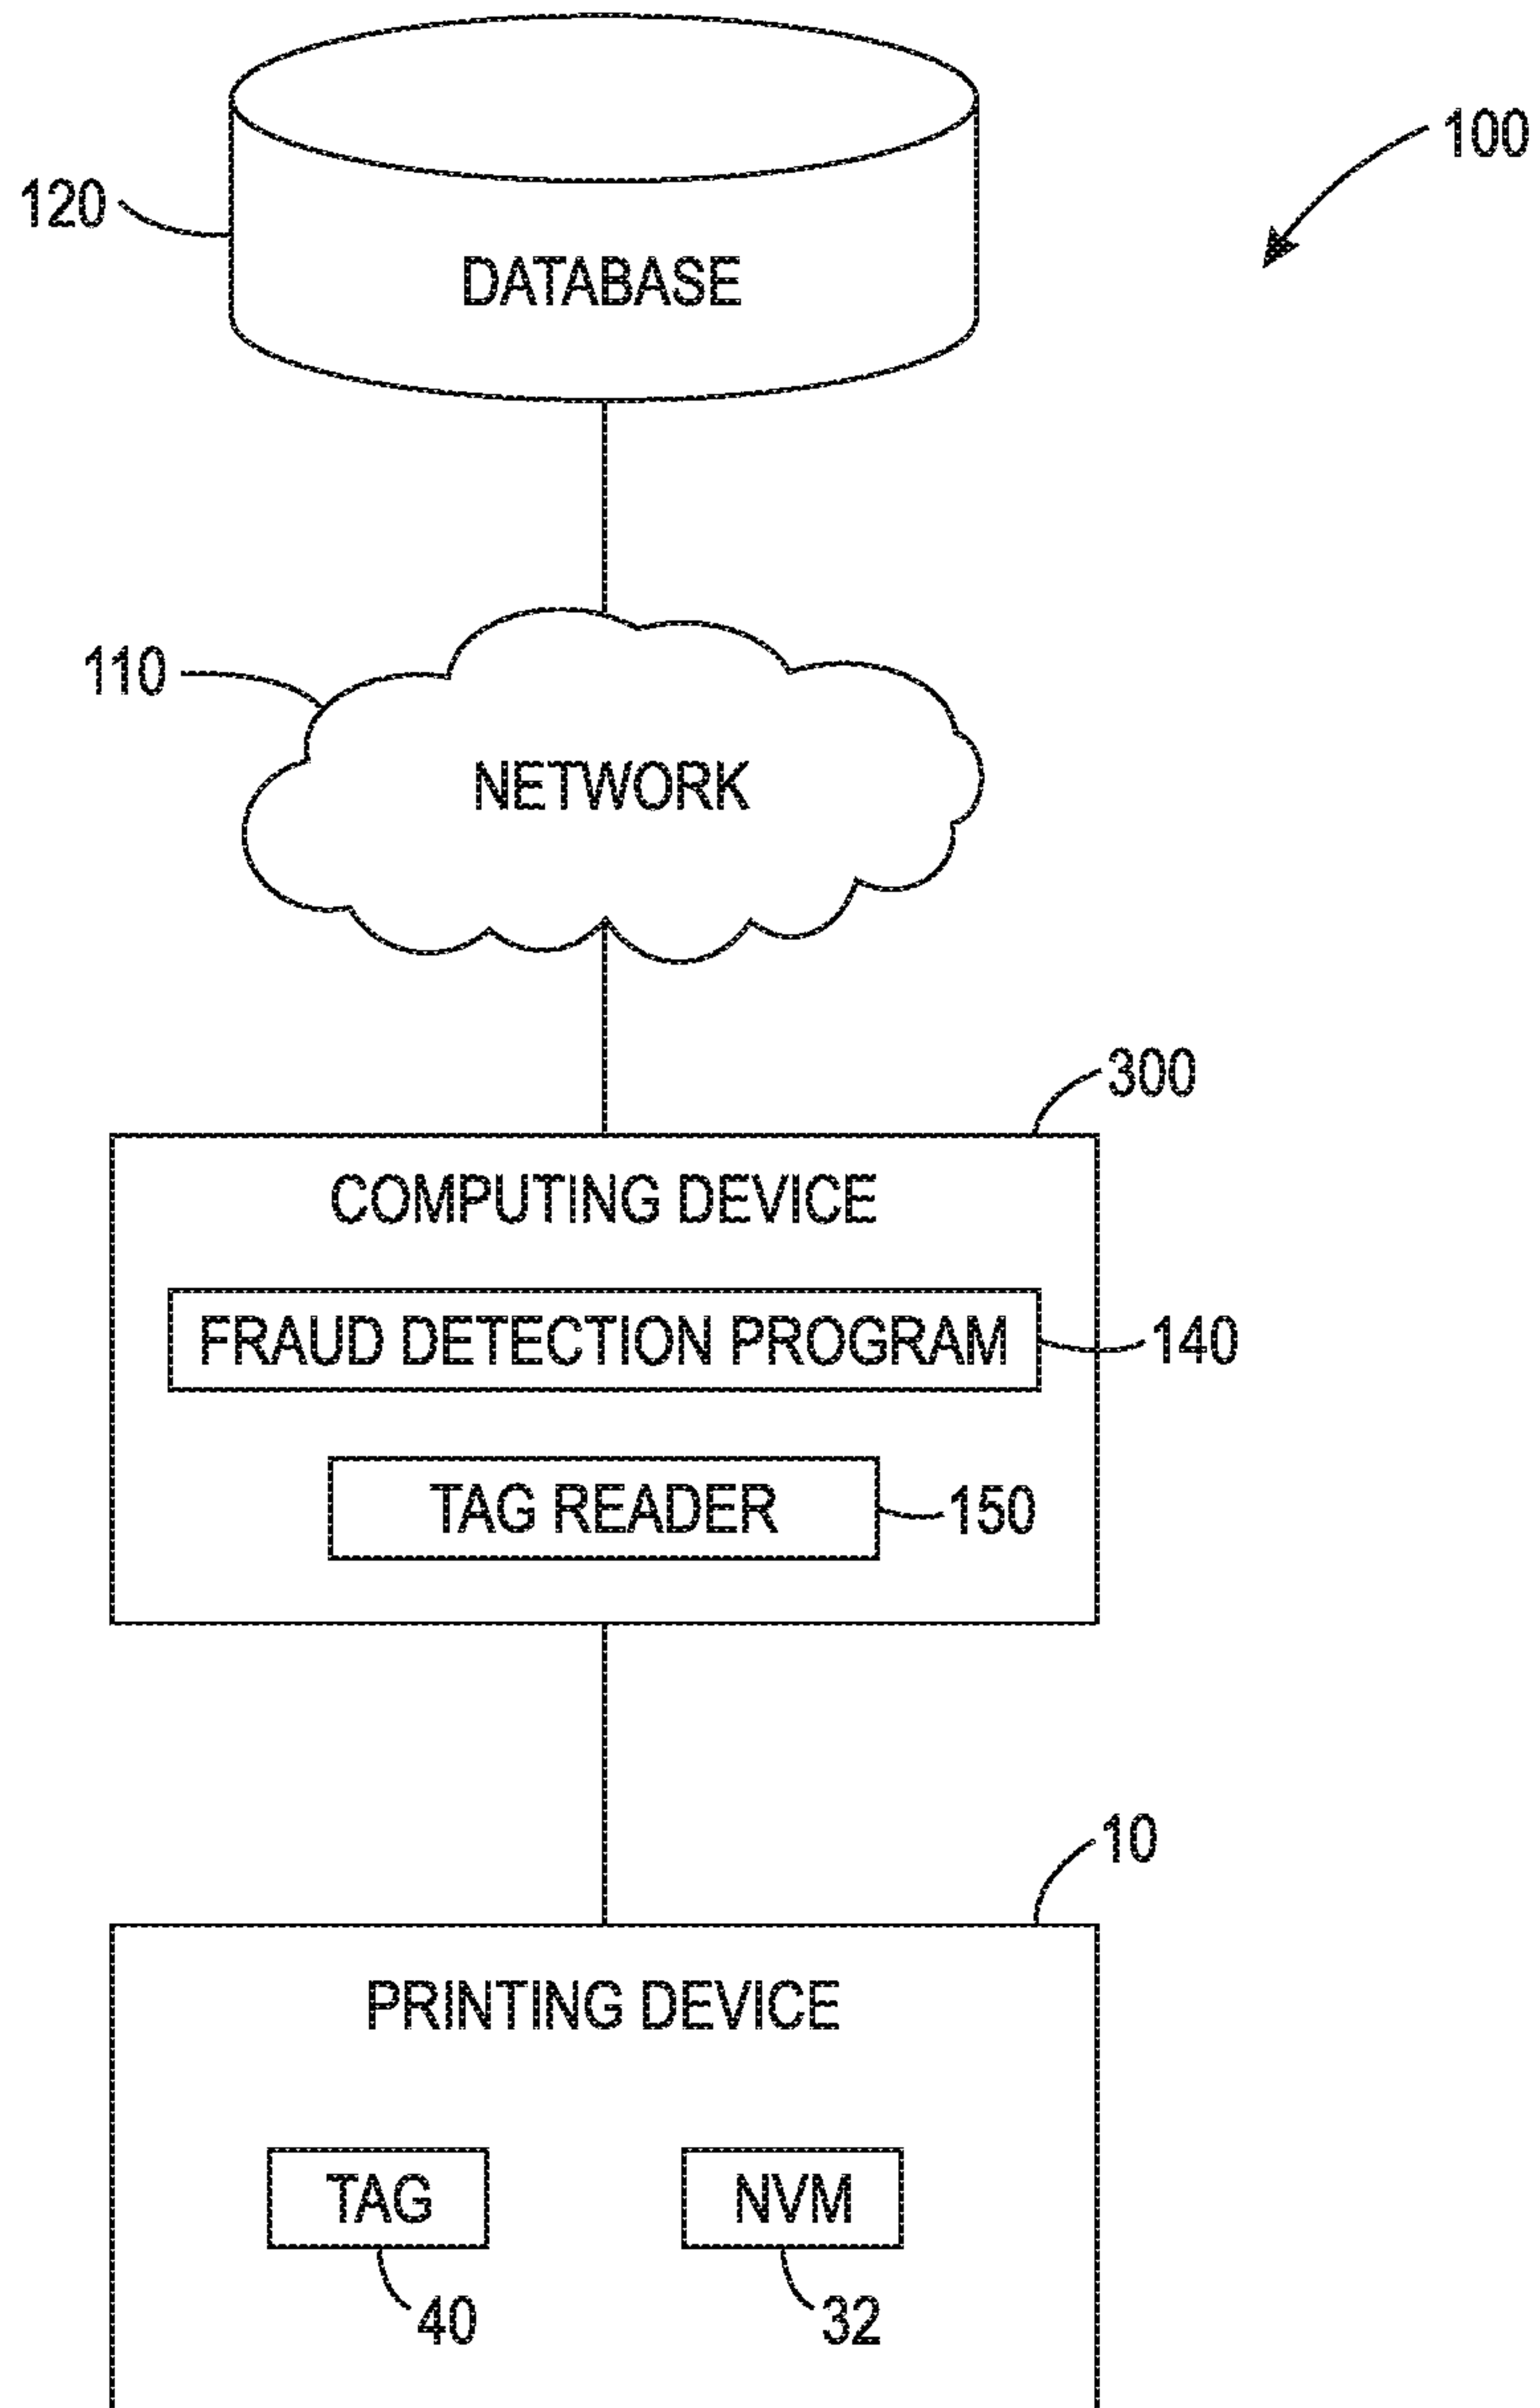 100
120
DATABASE
110
NETWORK
300
COMPUTING DEVICE
FRAUD DETECTION PROGRAM
140
TAG READER
150
10
PRINTING DEVICE
TAG
NVM
40
32